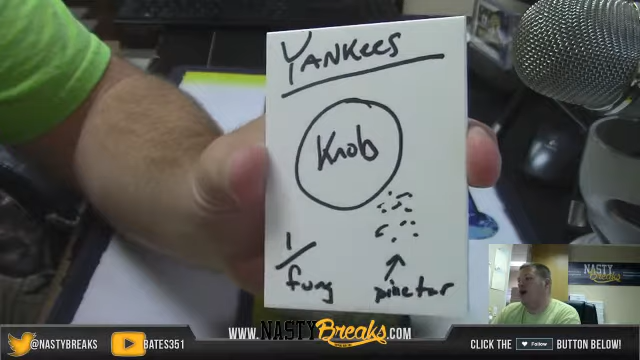 YANKEES
Knob
1/fung
pinetar
NASTY
Breaks
@NASTYBREAKS
BATES351
WWW.NASTYBreaks.COM
CLICK THE Follow BUTTON BELOW!